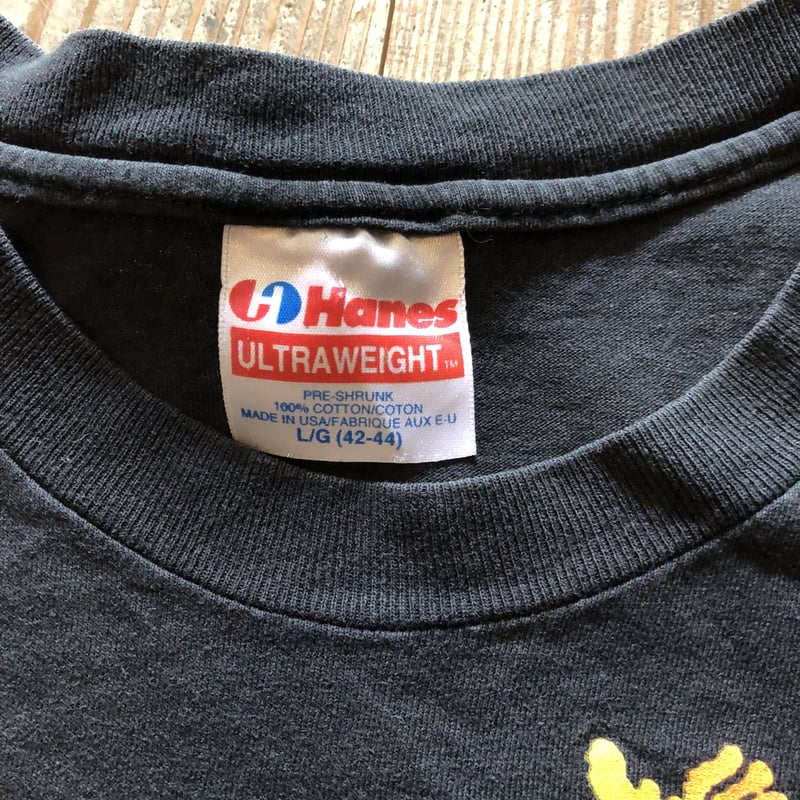 Hanes
ULTRAWEIGHT™
PRE-SHRUNK
100% COTTON/COTON
MADE IN USA/FABRIQUE AUX E-U
L/G (42-44)